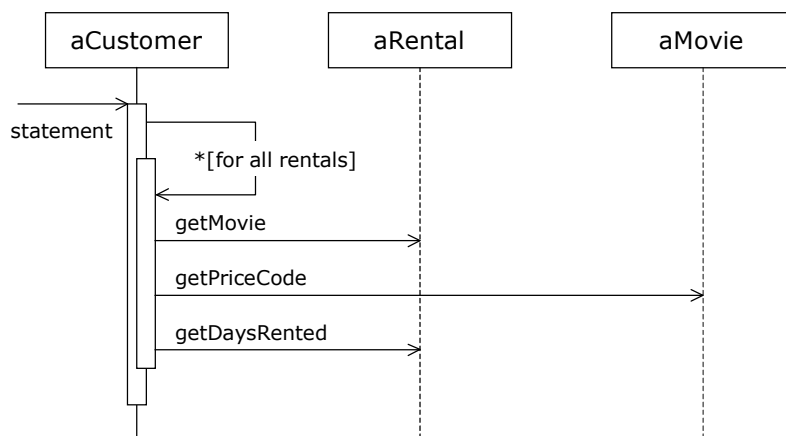 aCustomer
aRental
aMovie
statement
*[for all rentals]
getMovie
getPriceCode
getDaysRented